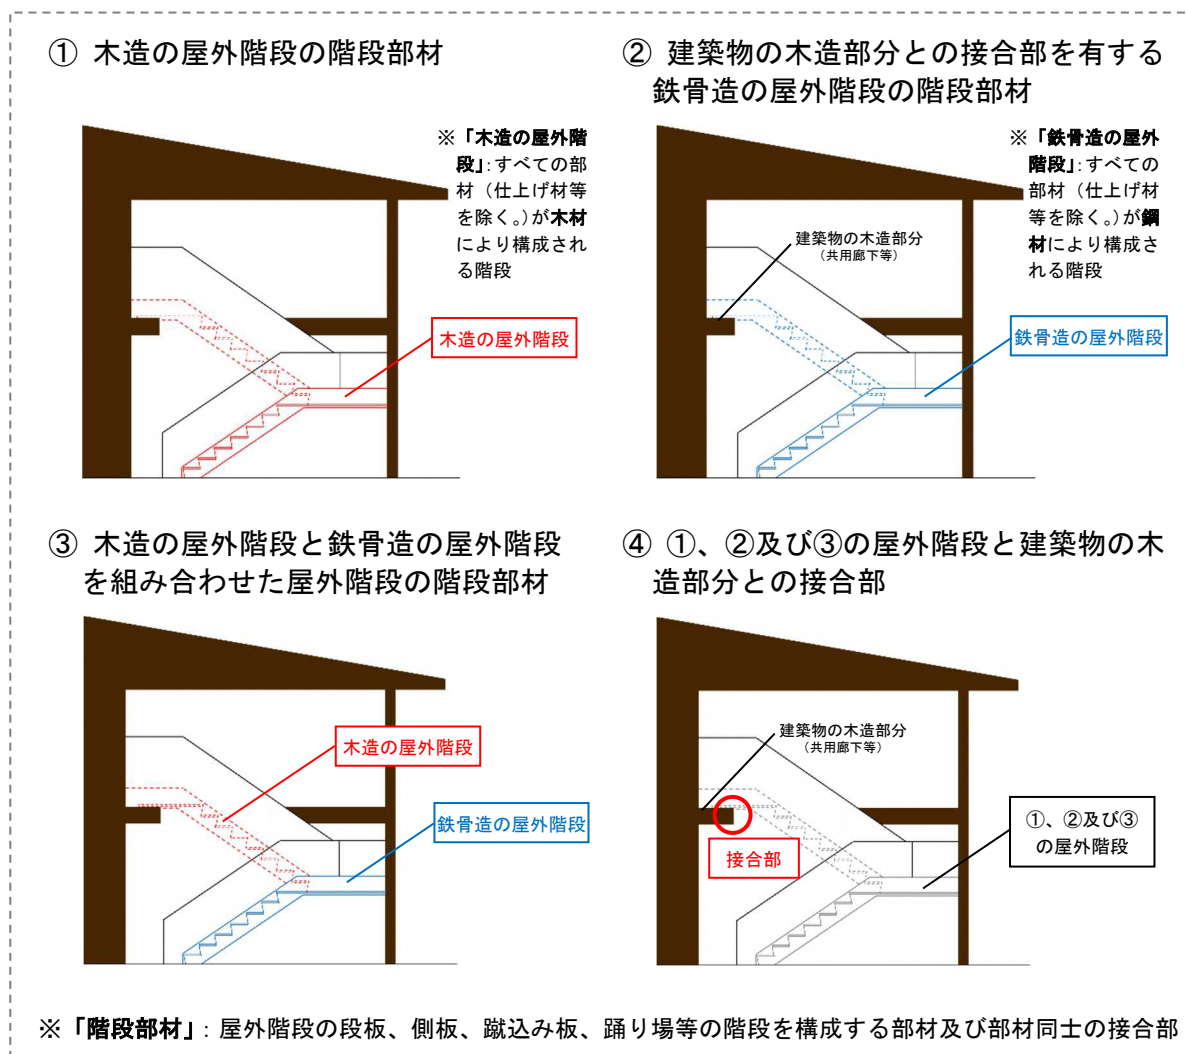 ① 木造の屋外階段の階段部材
※「木造の屋外階
段」：すべての部
材（仕上げ材等
を除く。）が木材
により構成され
る階段
木造の屋外階段
② 建築物の木造部分との接合部を有する
鉄骨造の屋外階段の階段部材
※「鉄骨造の屋外
階段」：すべての
部材（仕上げ材
等を除く。）が鋼
材により構成さ
れる階段
建築物の木造部分
（共用廊下等）
鉄骨造の屋外階段
③ 木造の屋外階段と鉄骨造の屋外階段
を組み合わせた屋外階段の階段部材
木造の屋外階段
鉄骨造の屋外階段
④ ①、②及び③の屋外階段と建築物の木
造部分との接合部
建築物の木造部分
（共用廊下等）
接合部
①、②及び③
の屋外階段
※「階段部材」：屋外階段の段板、側板、蹴込み板、踊り場等の階段を構成する部材及び部材同士の接合部